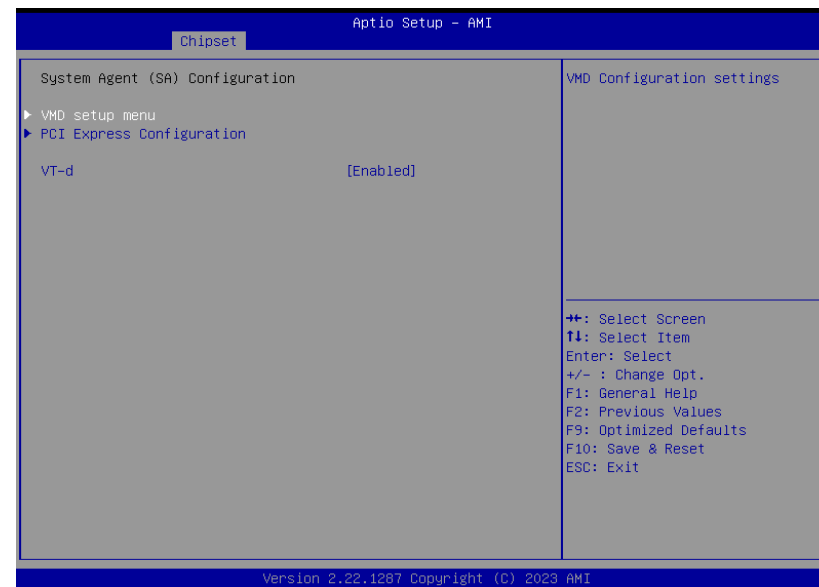 Aptio Setup – AMI
Chipset
System Agent (SA) Configuration
VMD setup menu
PCI Express Configuration
VT-d [Enabled]
VMD Configuration settings
→←: Select Screen
↑↓: Select Item
Enter: Select
+/- : Change Opt.
F1: General Help
F2: Previous Values
F9: Optimized Defaults
F10: Save & Reset
ESC: Exit
Version 2.22.1287 Copyright (C) 2023 AMI